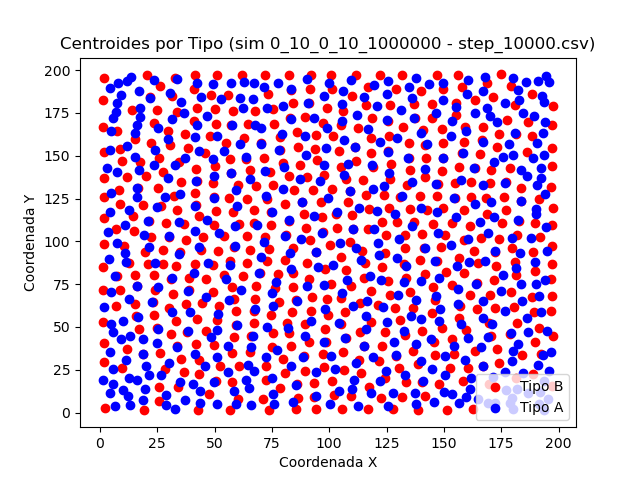 Centroides por Tipo (sim 0_10_0_10_1000000 - step_10000.csv)
200
175
150
125
100
75
50
25
0
Coordenada Y
Tipo B
Tipo A
0 25 50 75 100 125 150 175 200
Coordenada X